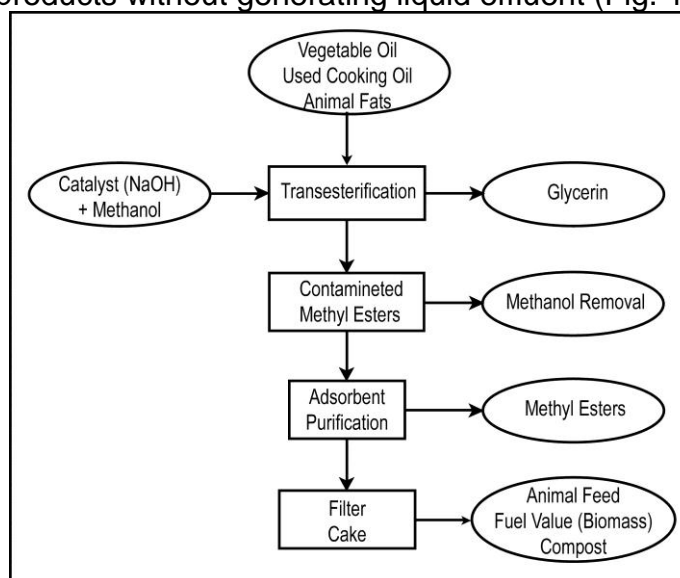 products without generating liquid effluent (Fig. 1
Vegetable Oil
Used Cooking Oil
Animal Fats
Catalyst (NaOH)
+ Methanol
Transesterification
Glycerin
Contamineted
Methyl Esters
Methanol Removal
Adsorbent
Purification
Methyl Esters
Filter
Cake
Animal Feed
Fuel Value (Biomass)
Compost